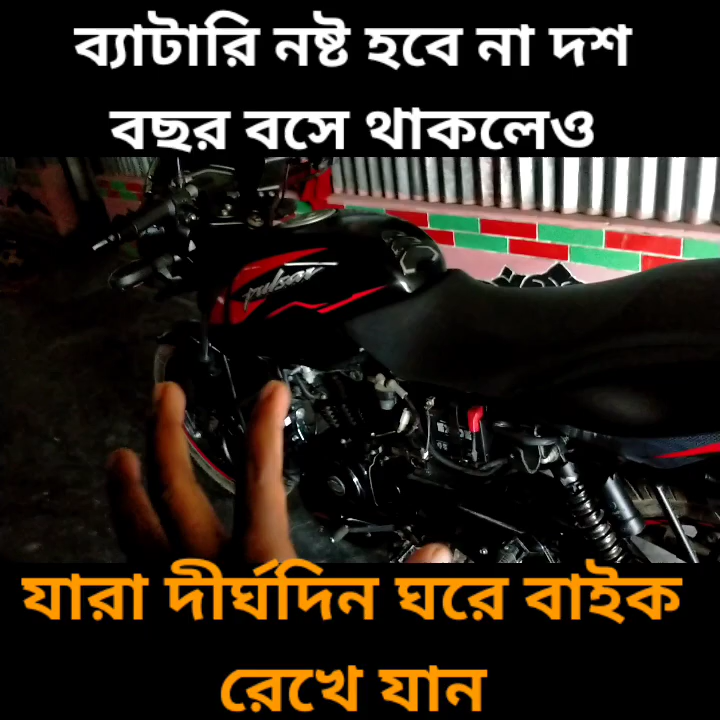 ব্যাটারি নষ্ট হবে না দশ
বছর বসে থাকলেও
pulsar
যারা দীর্ঘদিন ঘরে বাইক
রেখে যান